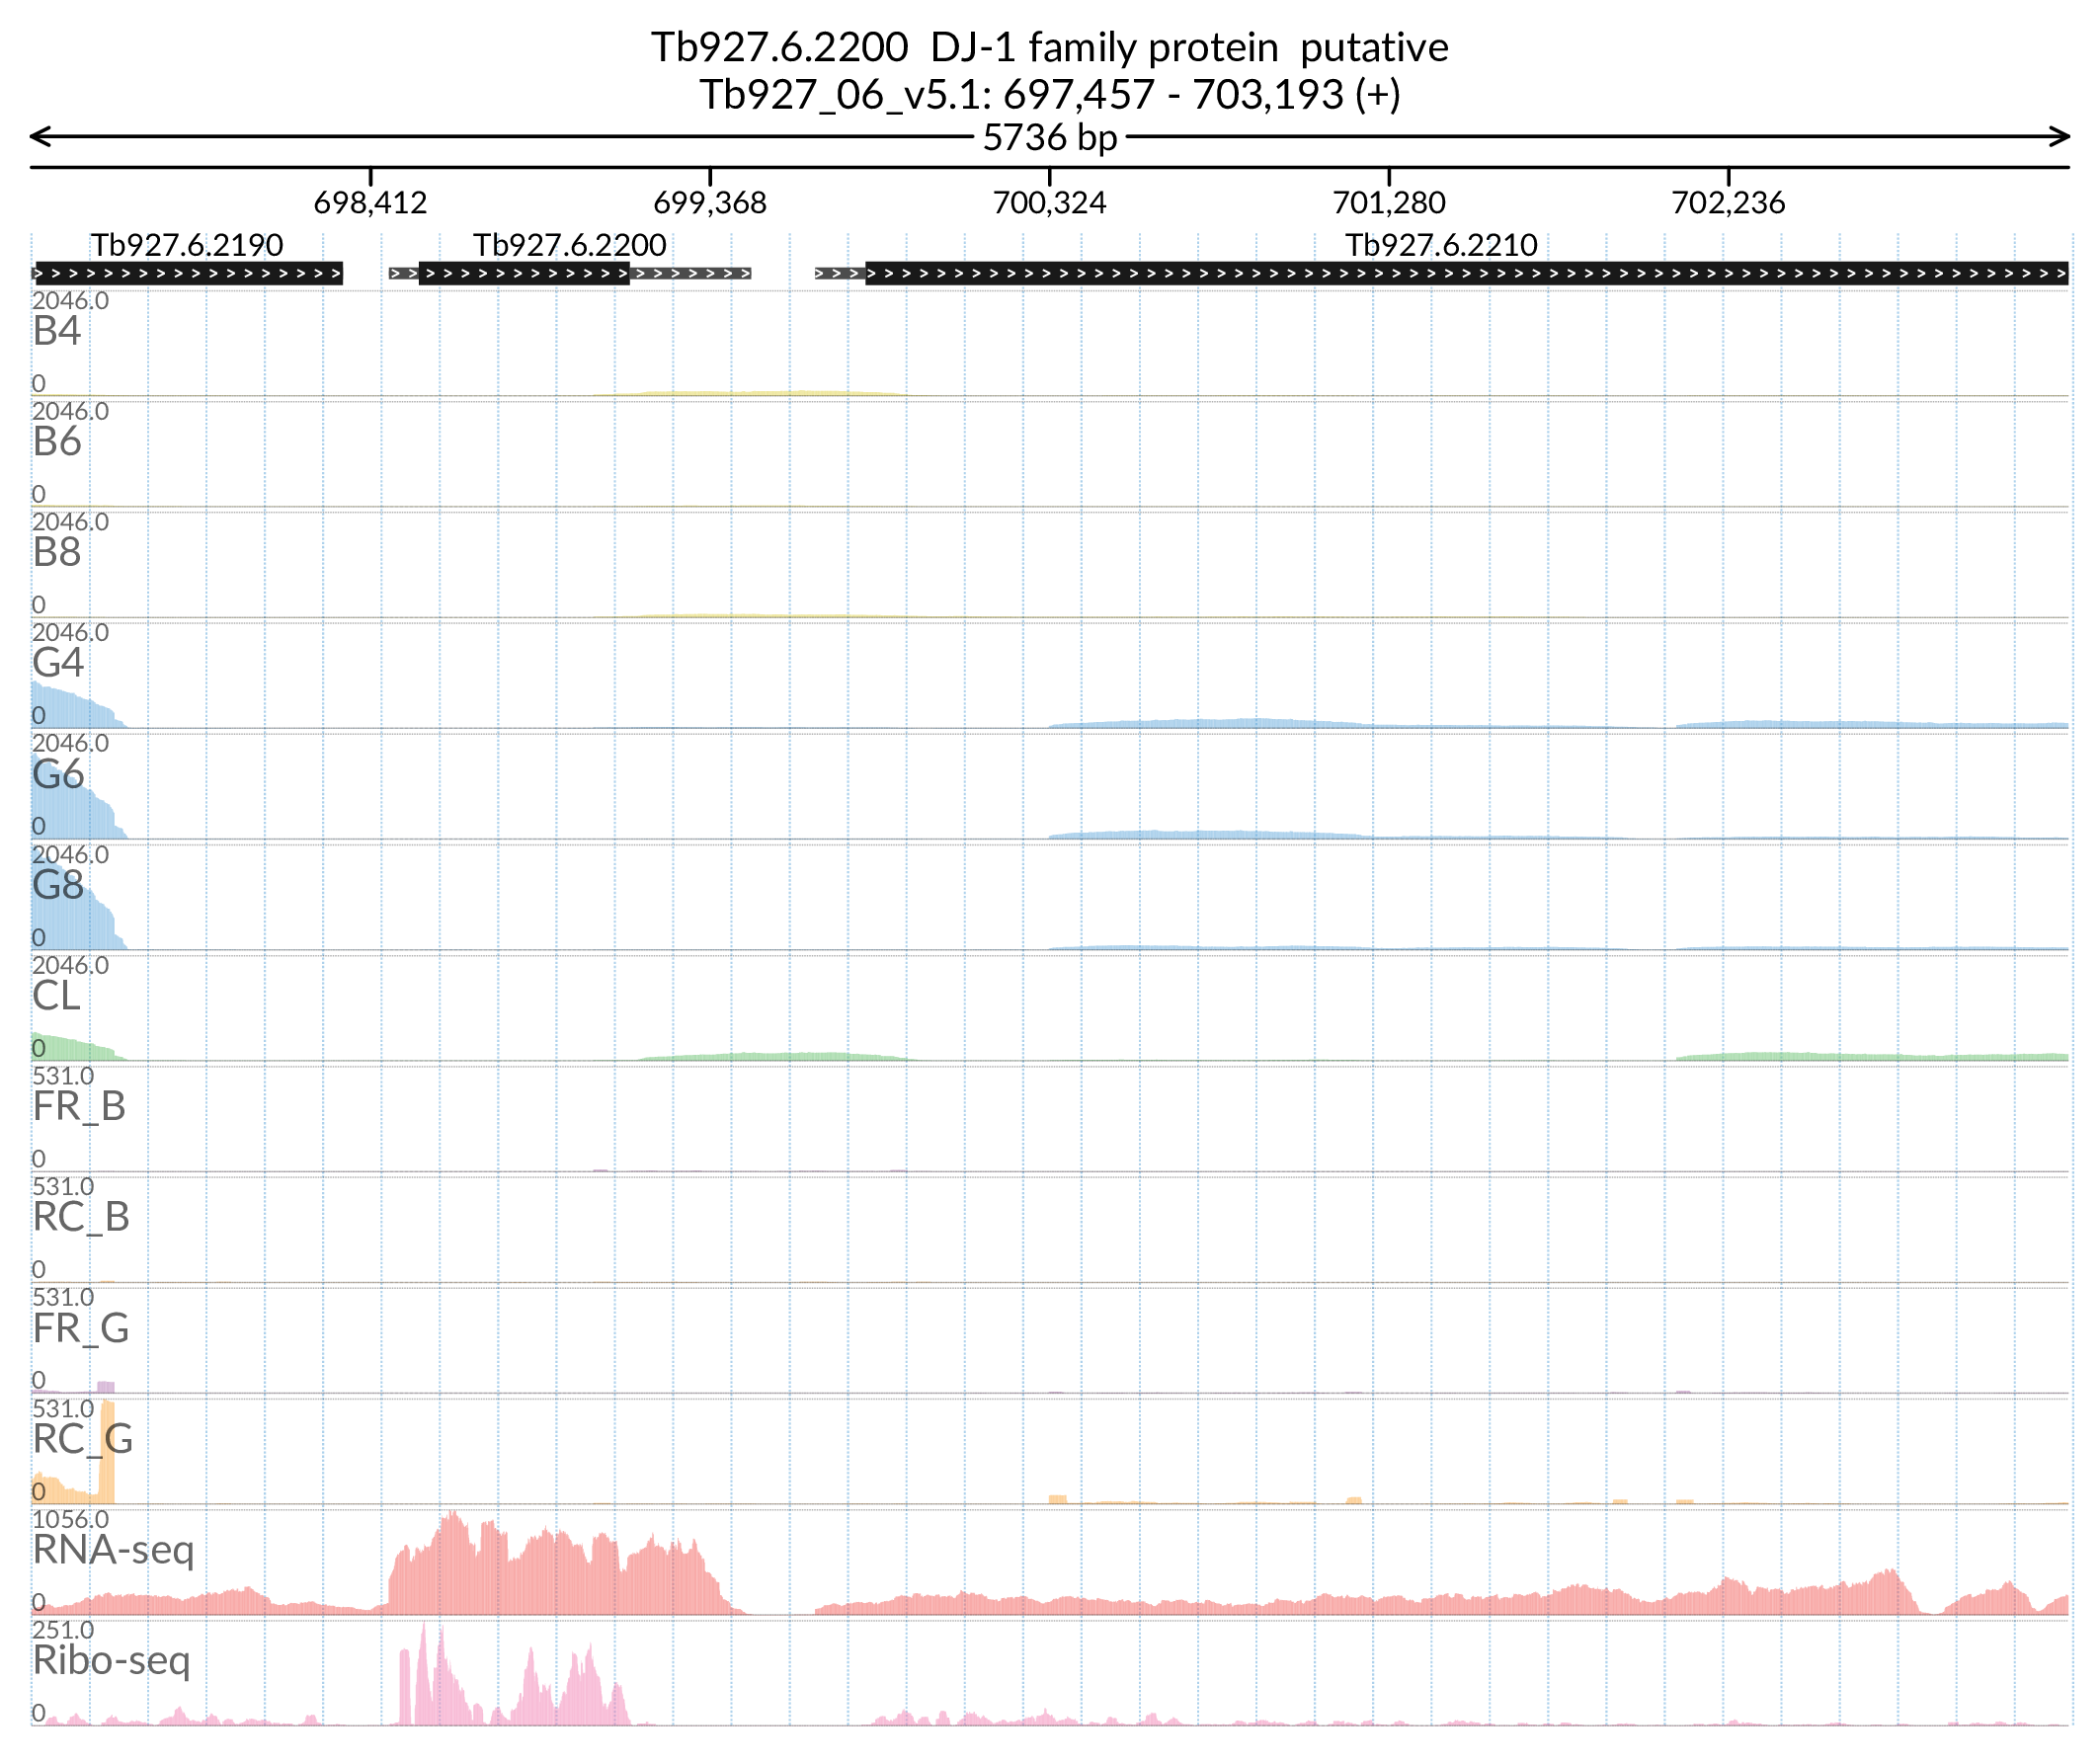 Tb927.6.2200 DJ-1 family protein putative
Tb927_06_v5.1: 697,457 - 703,193 (+)
5736 bp
698,412 699,368 700,324 701,280 702,236
Tb927.6.2190 Tb927.6.2200 Tb927.6.2210
2046.0
B4
0
2046.0
B6
0
2046.0
B8
0
2046.0
G4
0
2046.0
G6
0
2046.0
G8
0
2046.0
CL
0
531.0
FR_B
0
531.0
RC_B
0
531.0
FR_G
0
531.0
RC_G
0
1056.0
RNA-seq
0
251.0
Ribo-seq
0